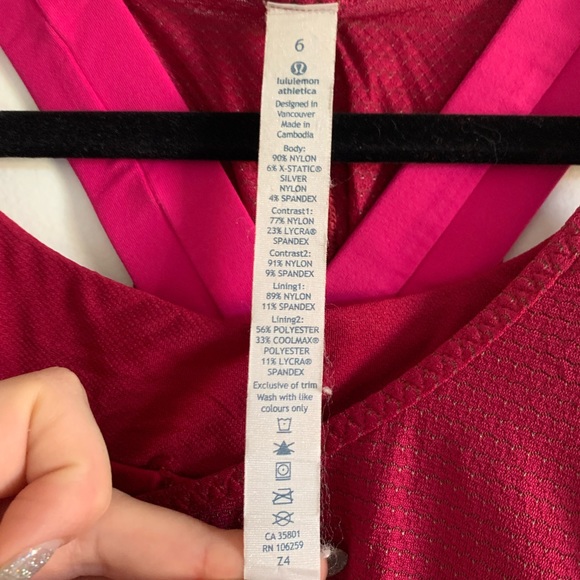 6
lululemon
athletica
Designed in
Vancouver
Made in
Cambodia
Body:
90% NYLON
6% X-STATIC®
SILVER
NYLON
4% SPANDEX
Contrast1:
77% NYLON
23% LYCRA®
SPANDEX
Contrast2:
91% NYLON
9% SPANDEX
Lining1:
89% NYLON
11% SPANDEX
Lining2:
56% POLYESTER
33% COOLMAX®
POLYESTER
11% LYCRA®
SPANDEX
Exclusive of trim
Wash with like
colours only
CA 35801
RN 106259
Z4